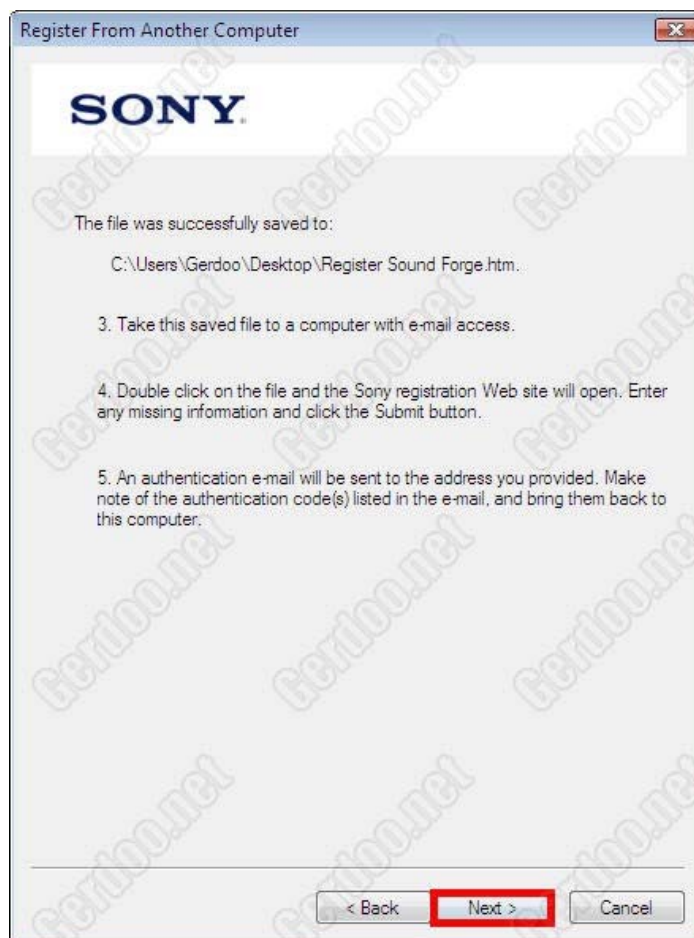 Register From Another Computer
SONY
The file was successfully saved to:
C:\Users\Gerdoo\Desktop\Register Sound Forge.htm.
3. Take this saved file to a computer with e-mail access.
4. Double click on the file and the Sony registration Web site will open. Enter
any missing information and click the Submit button.
5. An authentication e-mail will be sent to the address you provided. Make
note of the authentication code(s) listed in the e-mail, and bring them back to
this computer.
< Back
Next >
Cancel
Gerdoo.net